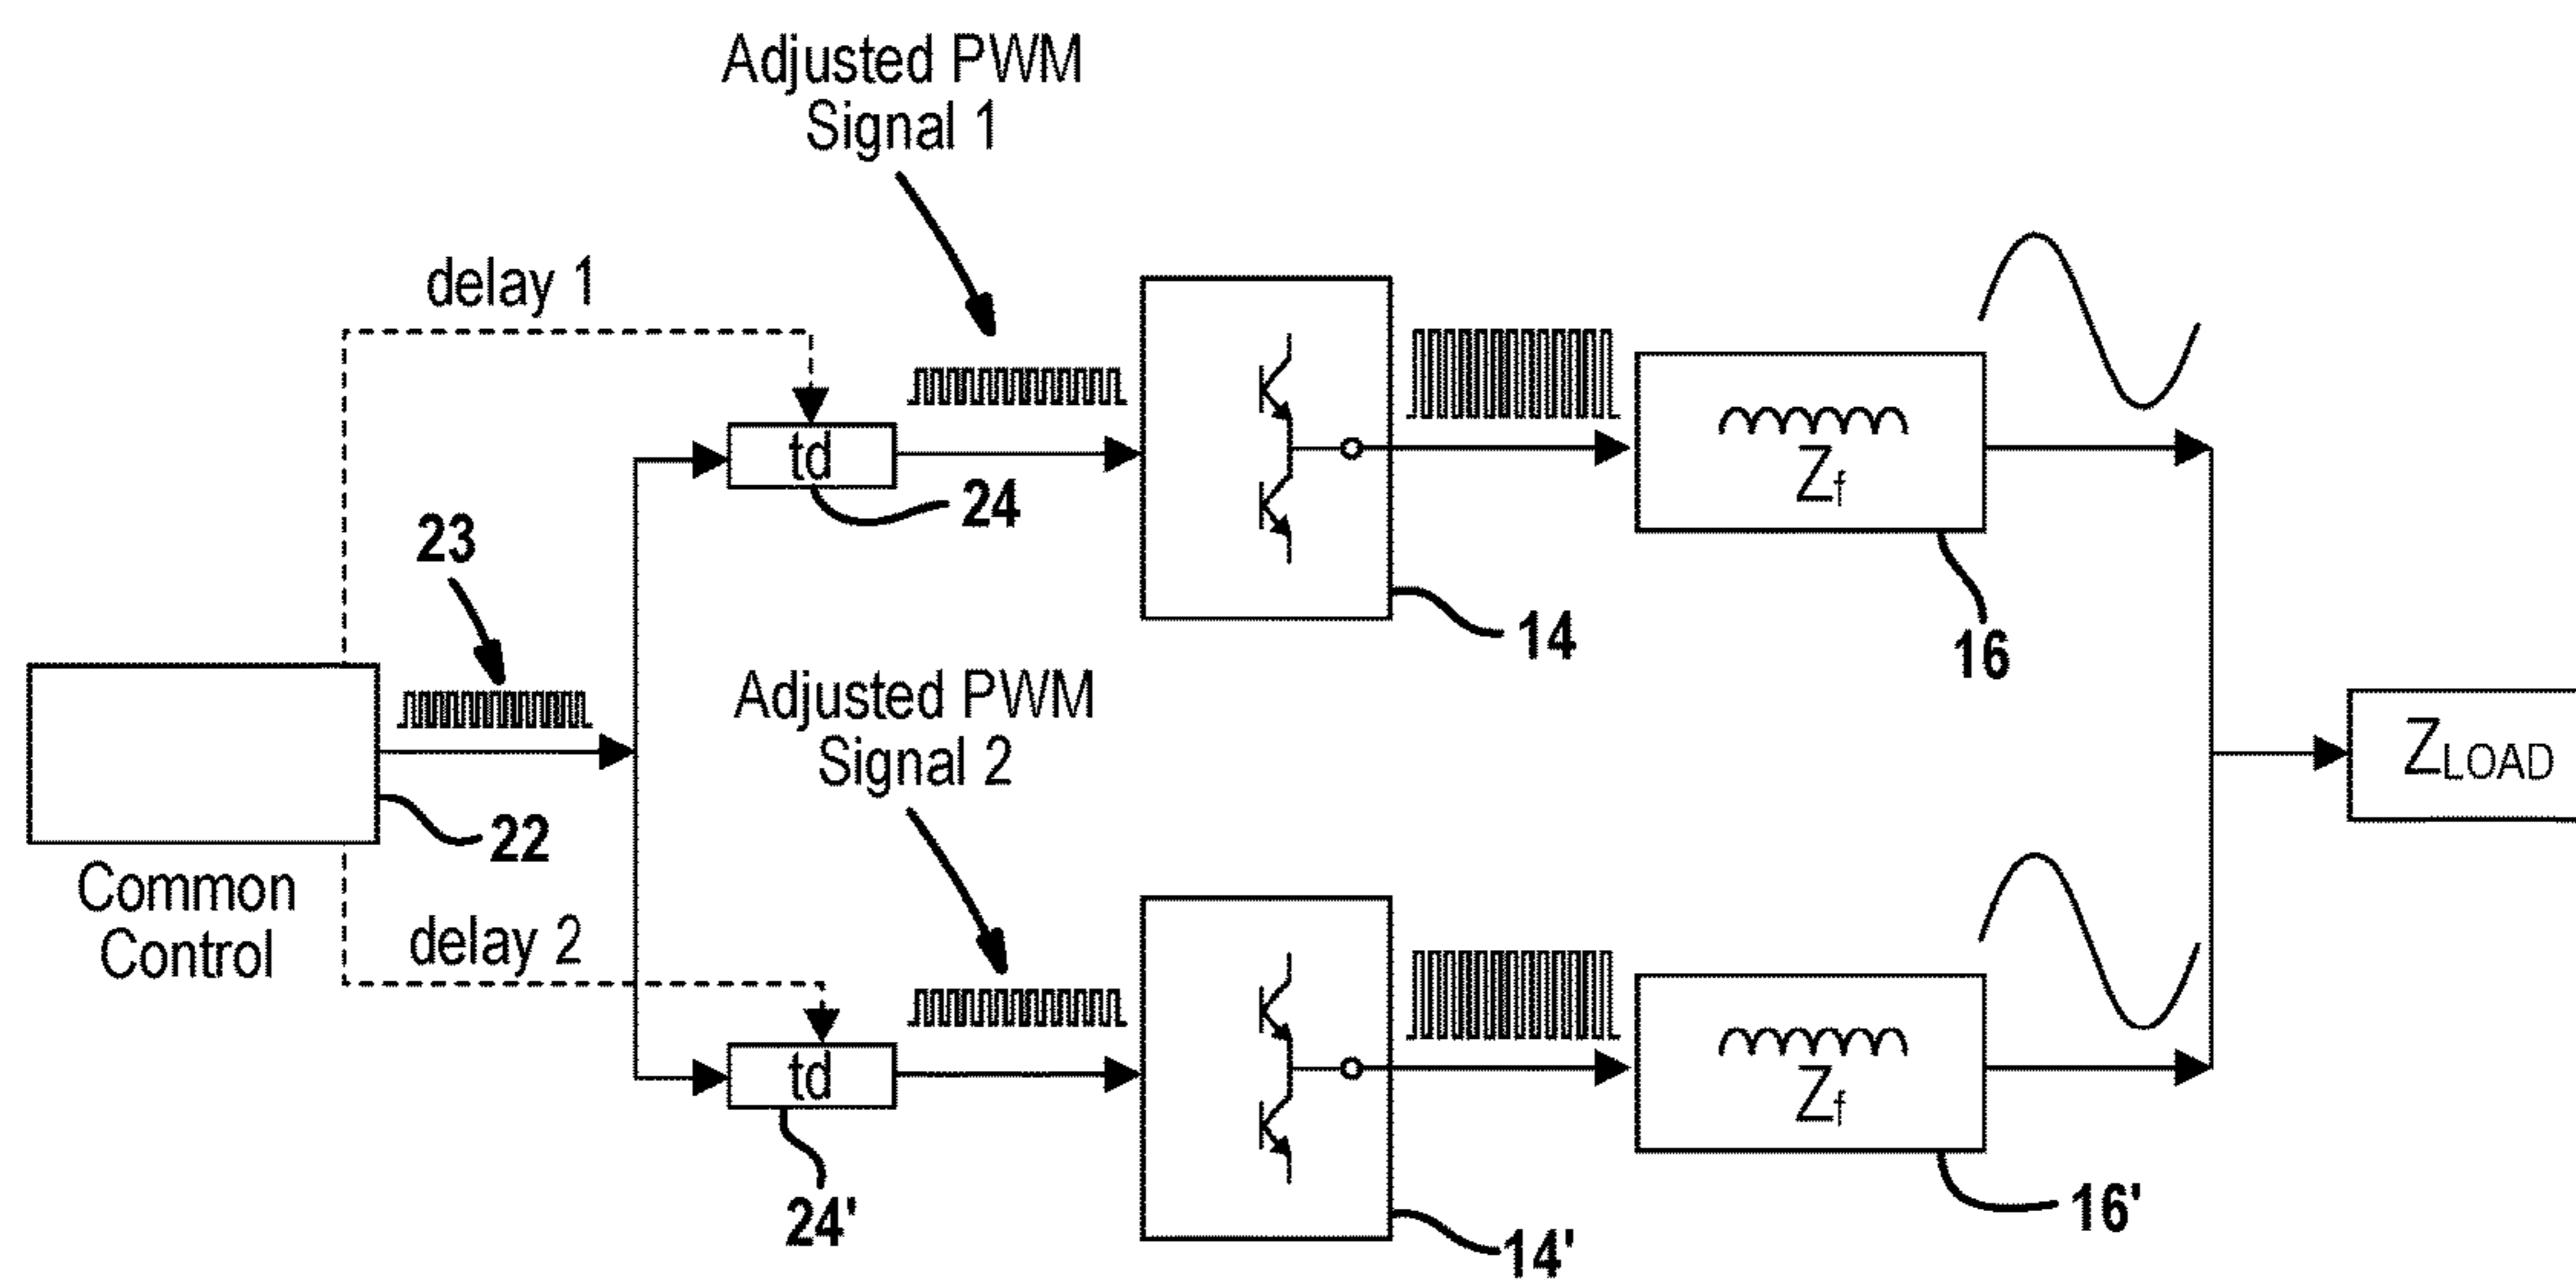 Adjusted PWM
Signal 1
delay 1
td
24
23
14
Zf
16
Adjusted PWM
Signal 2
22
Common
Control
delay 2
td
24'
14'
Zf
16'
ZLOAD